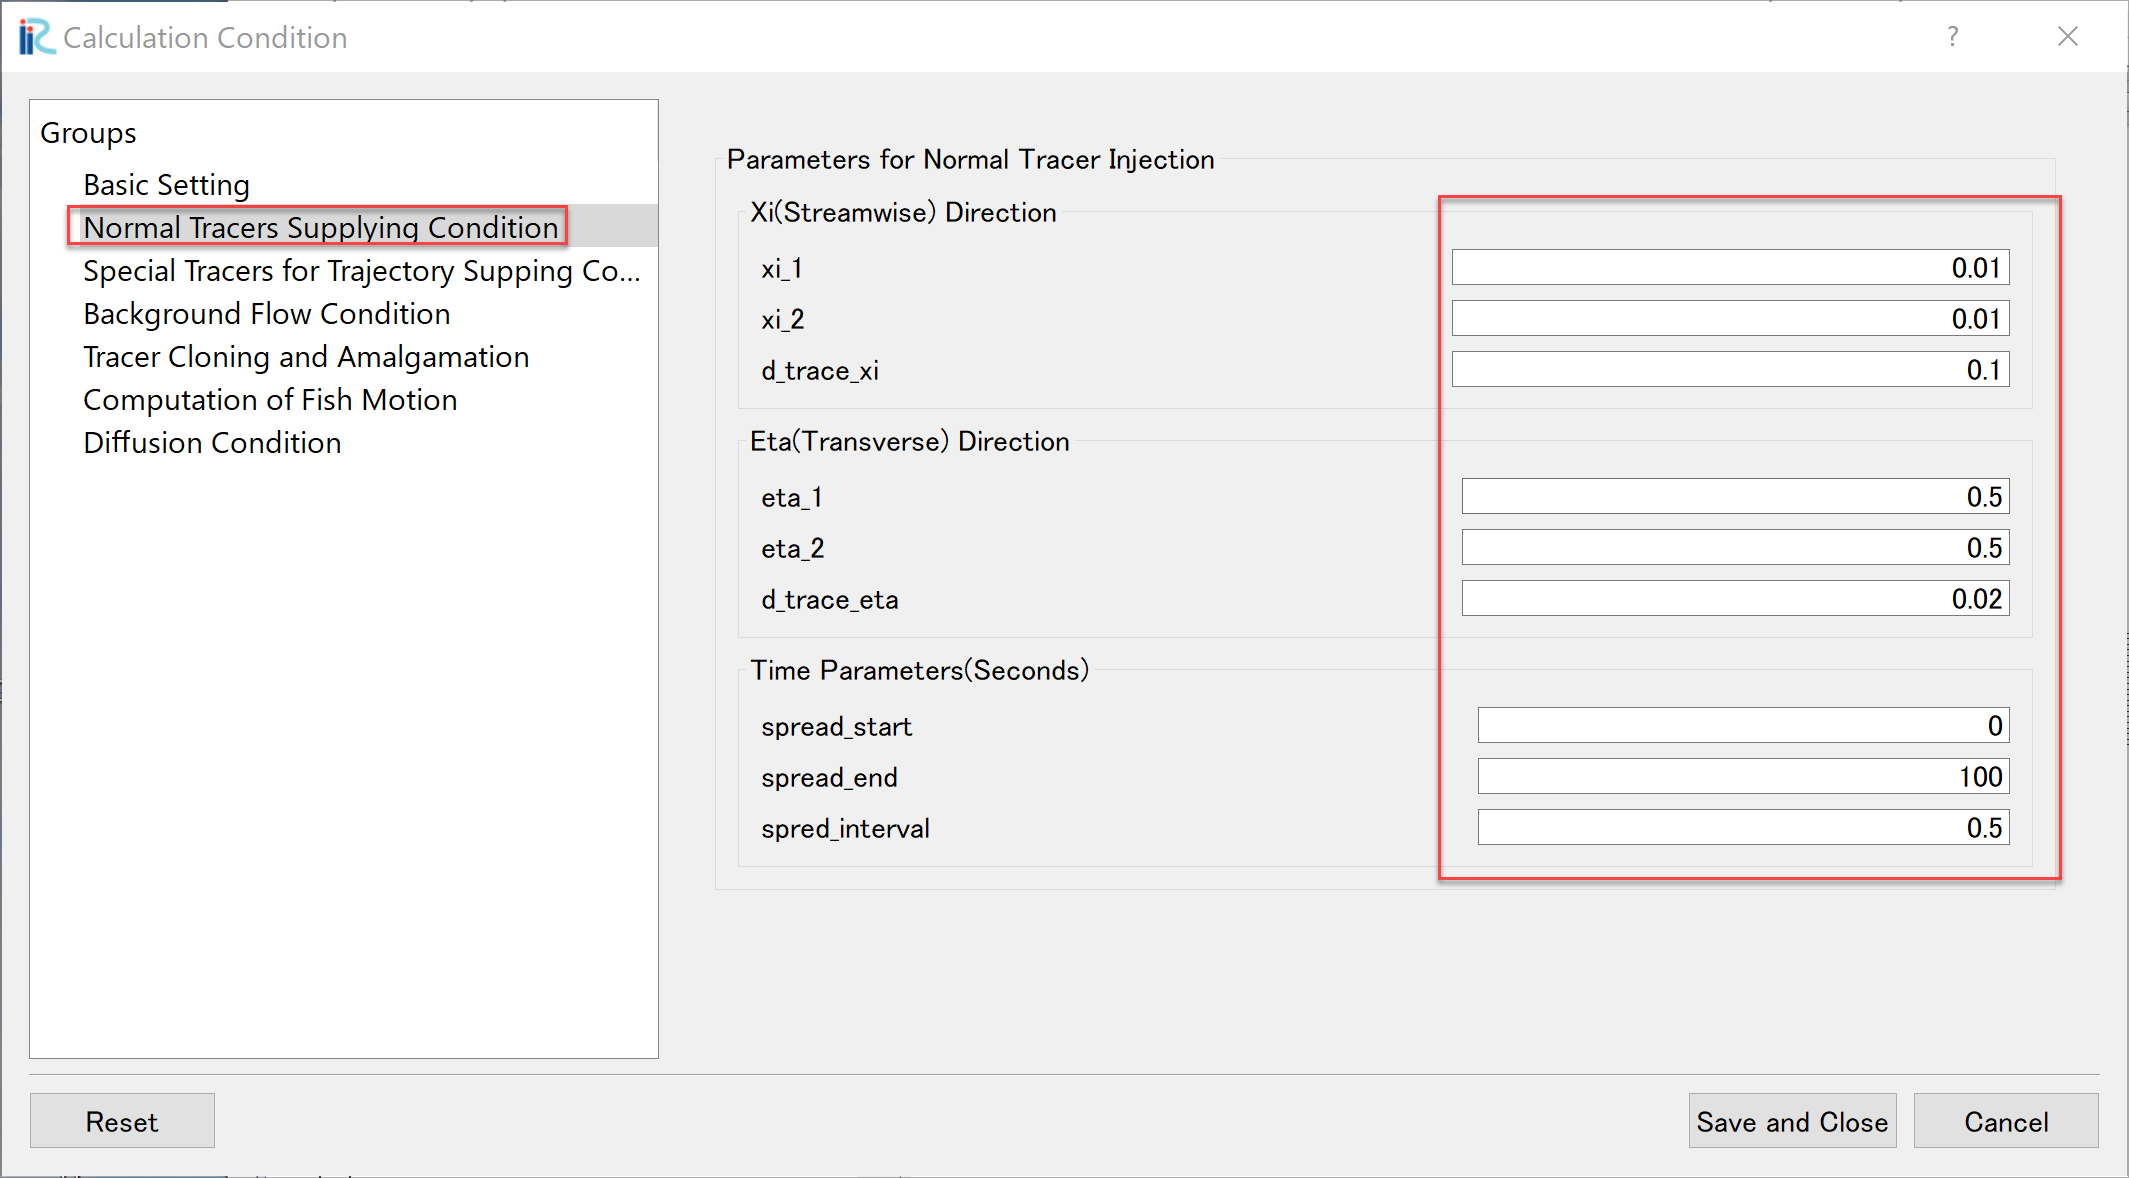 Calculation Condition
?
Groups
Basic Setting
Normal Tracers Supplying Condition
Special Tracers for Trajectory Supping Co...
Background Flow Condition
Tracer Cloning and Amalgamation
Computation of Fish Motion
Diffusion Condition
Parameters for Normal Tracer Injection
Xi(Streamwise) Direction
xi_1 0.01
xi_2 0.01
d_trace_xi 0.1
Eta(Transverse) Direction
eta_1 0.5
eta_2 0.5
d_trace_eta 0.02
Time Parameters(Seconds)
spread_start 0
spread_end 100
spred_interval 0.5
Reset
Save and Close
Cancel